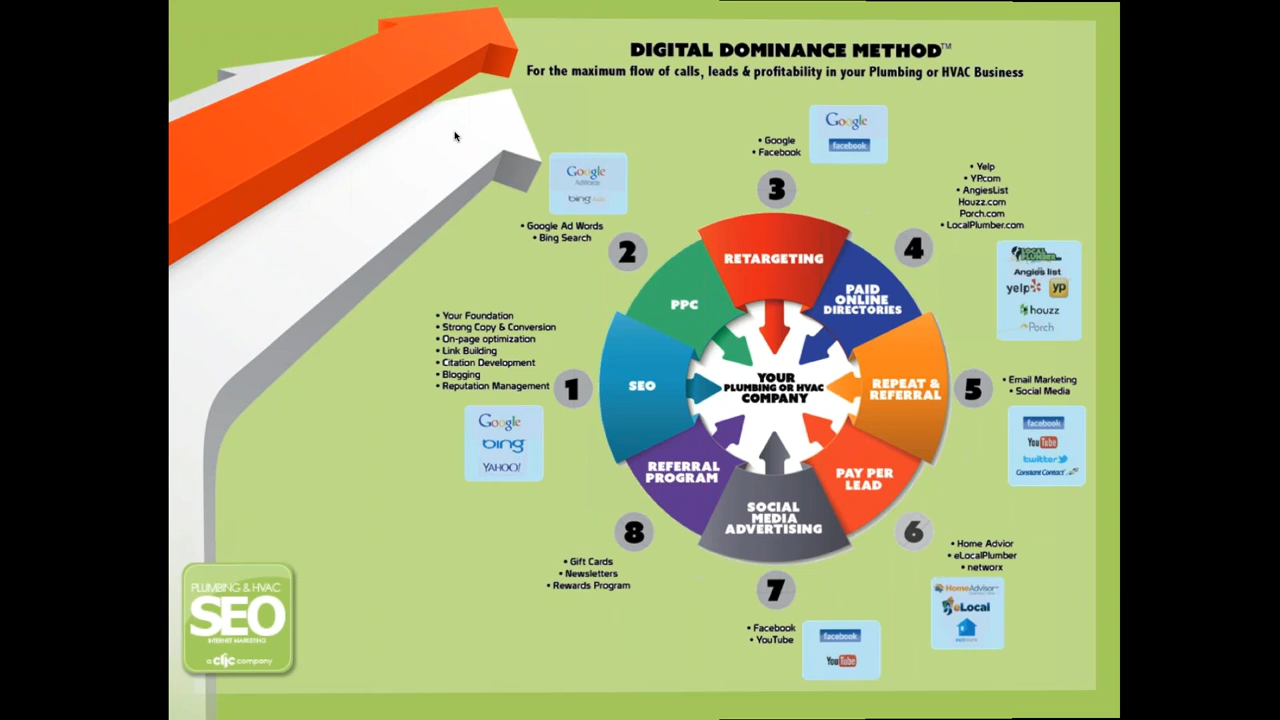 DIGITAL DOMINANCE METHOD™
For the maximum flow of calls, leads & profitability in your Plumbing or HVAC Business
Google
facebook
• Google
• Facebook
3
Google
AdWords
bing
• Google Ad Words
• Bing Search
2
• Yelp
• YP.com
• AngiesList
Houzz.com
Porch.com
• LocalPlumber.com
4
LOCAL
PLUMBER
Angies list
yelp yp
houzz
Porch
RETARGETING
PPC
PAID
ONLINE
DIRECTORIES
SEO
YOUR
PLUMBING OR HVAC
COMPANY
REPEAT &
REFERRAL
REFERRAL
PROGRAM
PAY PER
LEAD
SOCIAL
MEDIA
ADVERTISING
• Your Foundation
• Strong Copy & Conversion
• On-page optimization
• Link Building
• Citation Development
• Blogging
• Reputation Management
1
Google
bing
YAHOO!
5
• Email Marketing
• Social Media
facebook
YouTube
twitter
Constant Contact
6
• Home Advior
• eLocalPlumber
• networx
HomeAdvisor
eLocal
8
• Gift Cards
• Newsletters
• Rewards Program
7
• Facebook
• YouTube
facebook
YouTube
PLUMBING & HVAC
SEO
INTERNET MARKETING
a clic company